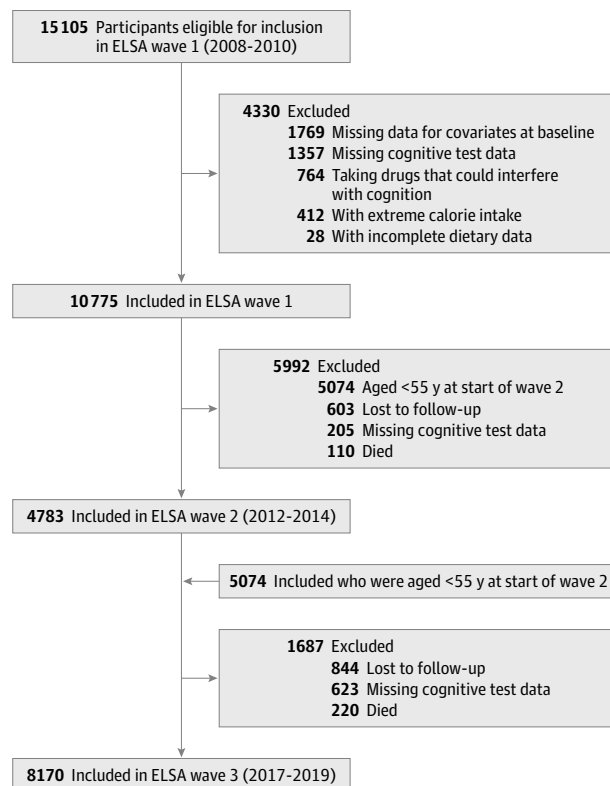 15 105 Participants eligible for inclusion
in ELSA wave 1 (2008-2010)
4330 Excluded
1769 Missing data for covariates at baseline
1357 Missing cognitive test data
764 Taking drugs that could interfere
with cognition
412 With extreme calorie intake
28 With incomplete dietary data
10 775 Included in ELSA wave 1
5992 Excluded
5074 Aged <55 y at start of wave 2
603 Lost to follow-up
205 Missing cognitive test data
110 Died
4783 Included in ELSA wave 2 (2012-2014)
5074 Included who were aged <55 y at start of wave 2
1687 Excluded
844 Lost to follow-up
623 Missing cognitive test data
220 Died
8170 Included in ELSA wave 3 (2017-2019)